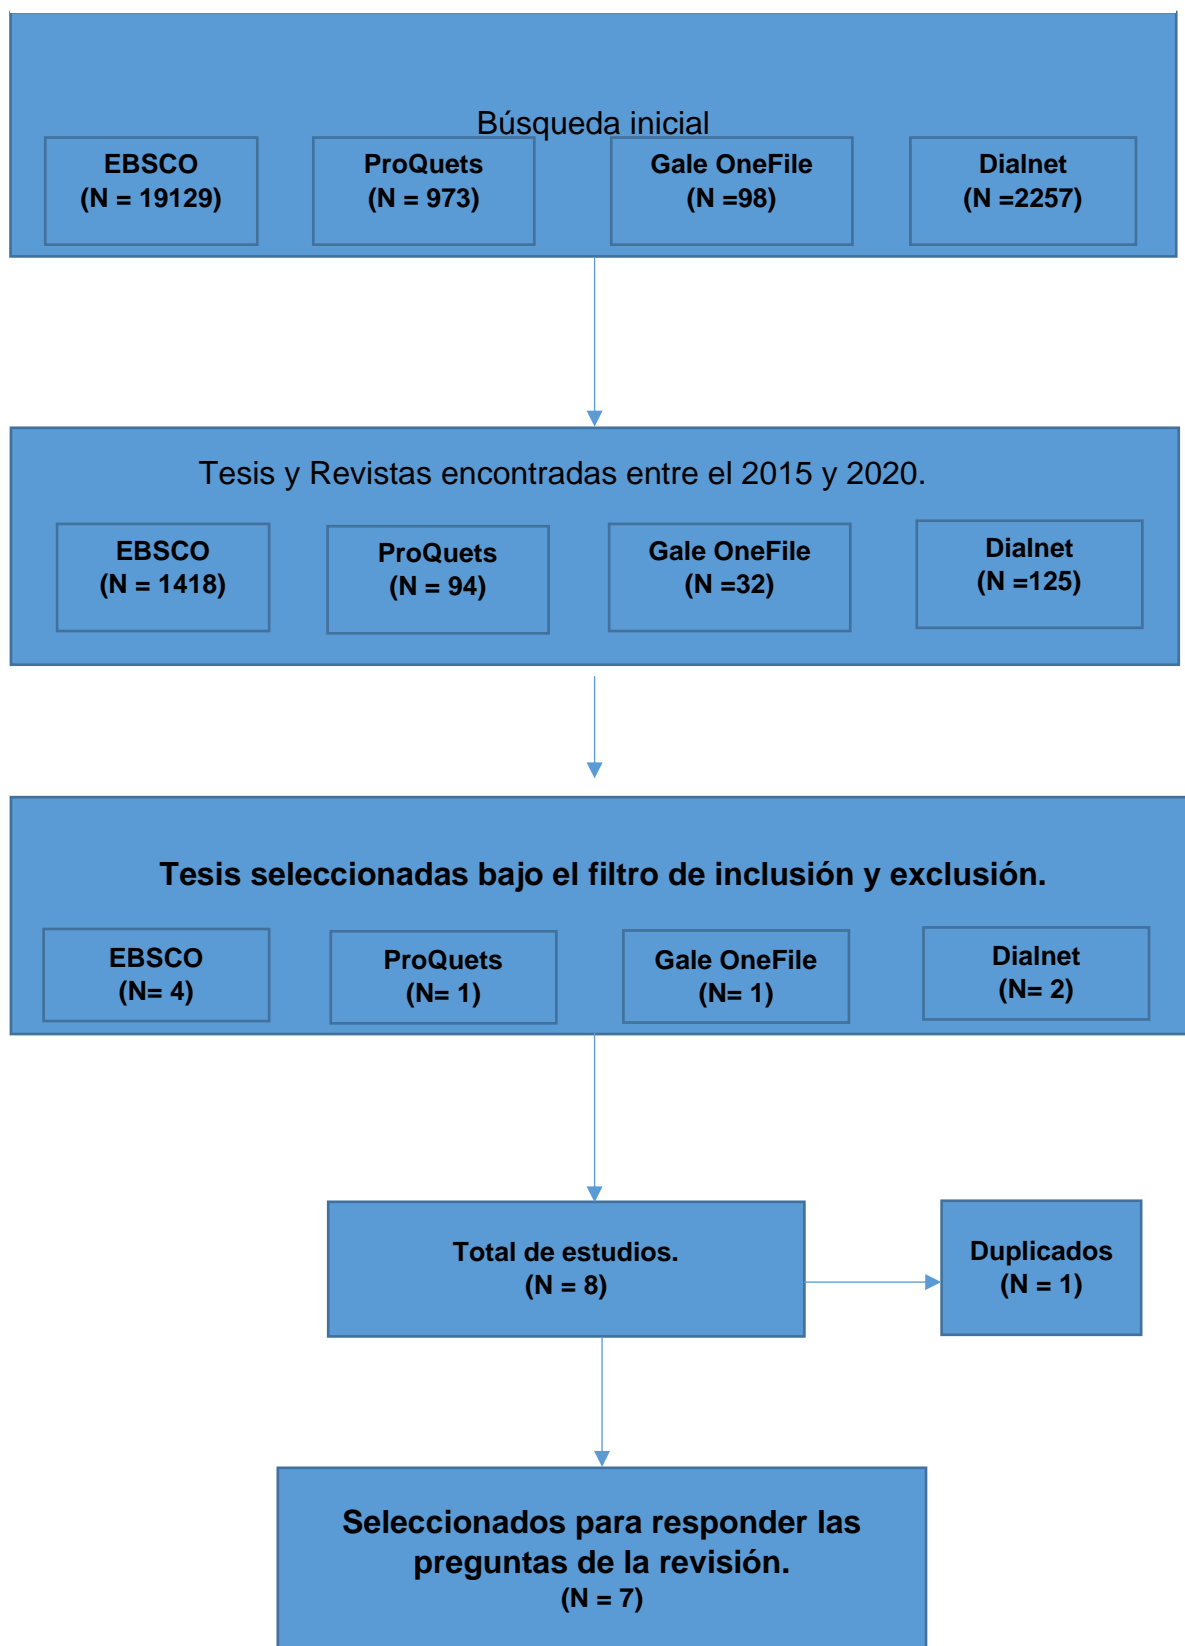 Búsqueda inicial
EBSCO
(N = 19129)
ProQuets
(N = 973)
Gale OneFile
(N =98)
Dialnet
(N =2257)
Tesis y Revistas encontradas entre el 2015 y 2020.
EBSCO
(N = 1418)
ProQuets
(N = 94)
Gale OneFile
(N =32)
Dialnet
(N =125)
Tesis seleccionadas bajo el filtro de inclusión y exclusión.
EBSCO
(N= 4)
ProQuets
(N= 1)
Gale OneFile
(N= 1)
Dialnet
(N= 2)
Total de estudios.
(N = 8)
Duplicados
(N = 1)
Seleccionados para responder las
preguntas de la revisión.
(N = 7)